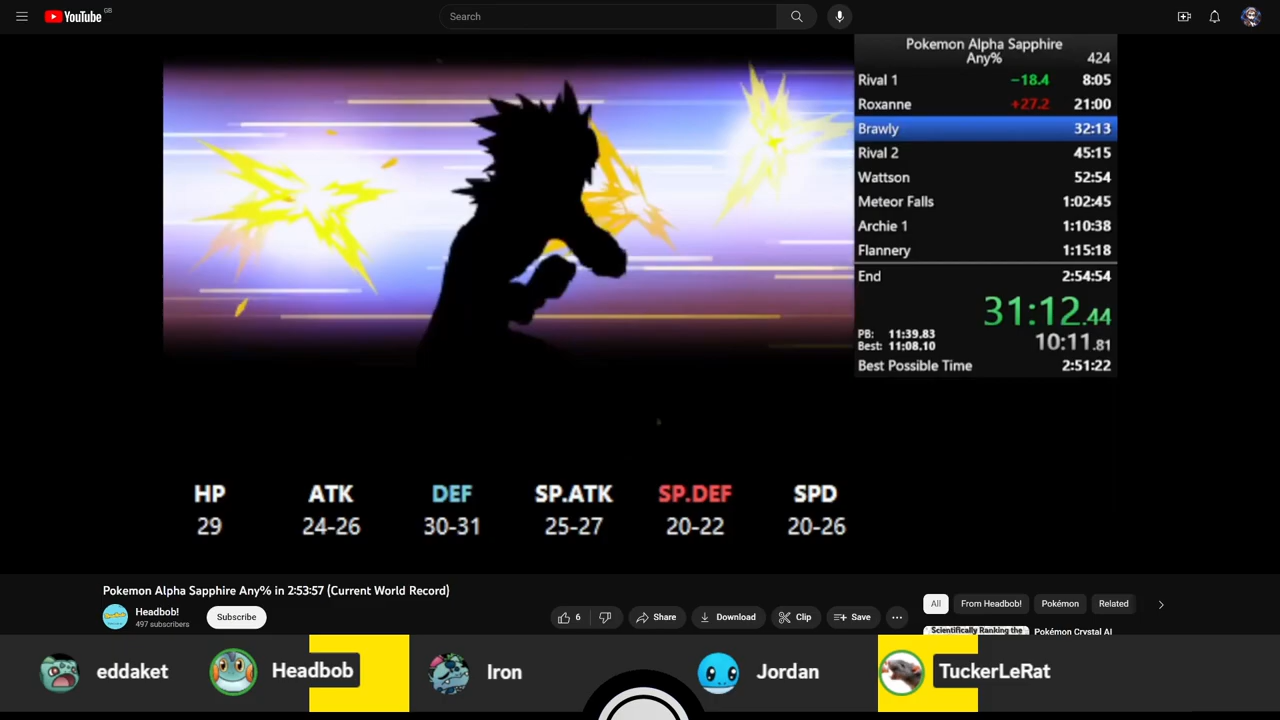 YouTube GB
Search
Pokemon Alpha Sapphire
Any%
424
Rival 1 −18.4 8:05
Roxanne +27.2 21:00
Brawly 32:13
Rival 2 45:15
Wattson 52:54
Meteor Falls 1:02:45
Archie 1 1:10:38
Flannery 1:15:18
End 2:54:54
31:12.44
PB: 11:39.83
Best: 11:08.10
10:11.81
Best Possible Time 2:51:22
HP ATK DEF SP.ATK SP.DEF SPD
29 24-26 30-31 25-27 20-22 20-26
Pokemon Alpha Sapphire Any% in 2:53:57 (Current World Record)
Headbob!
497 subscribers
Subscribe
6
Share
Download
Clip
Save
All
From Headbob!
Pokémon
Related
Scientifically Ranking the
Pokémon Crystal AI
eddaket
Headbob
Iron
Jordan
TuckerLeRat